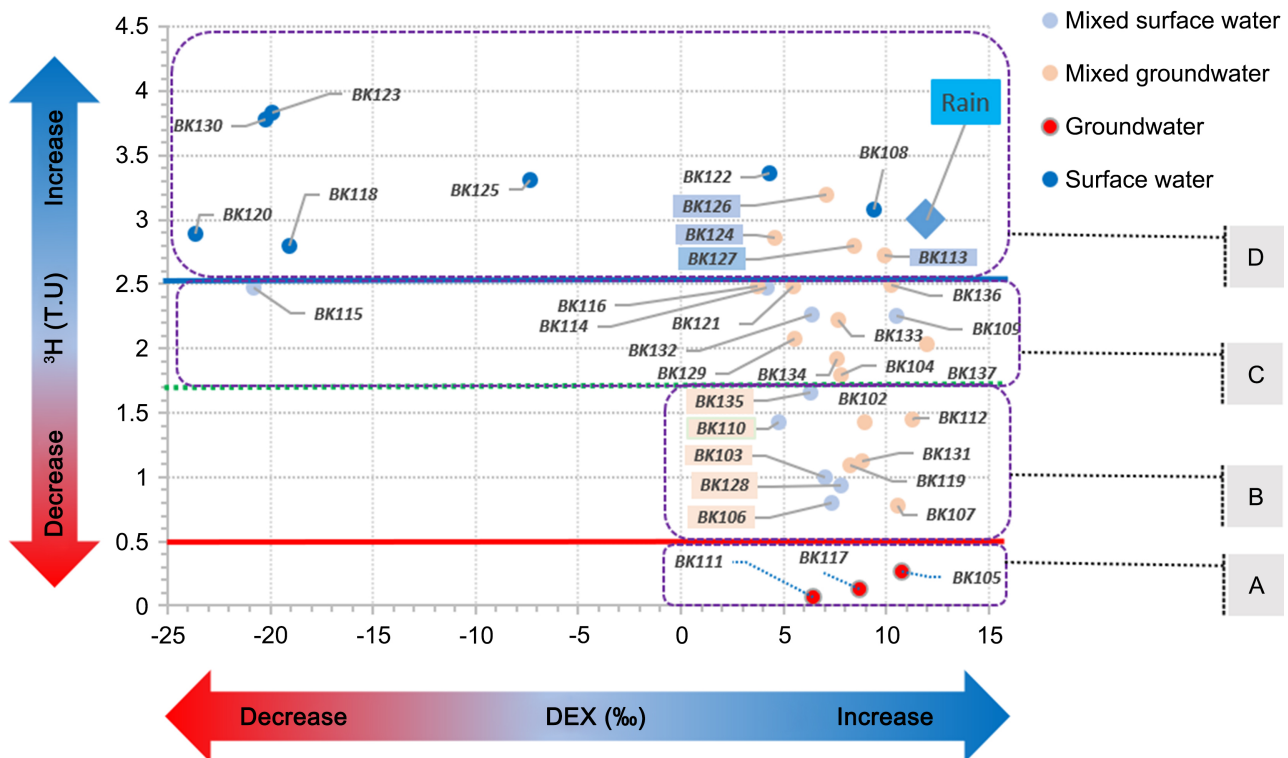 4.5
4
3.5
3
2.5
2
1.5
1
0.5
0
-25
-20
-15
-10
-5
0
5
10
15
Increase
³H (T.U)
Decrease
Decrease
DEX (‰)
Increase
Mixed surface water
Mixed groundwater
Groundwater
Surface water
Rain
BK123
BK130
BK108
BK122
BK125
BK118
BK126
BK120
BK124
BK127
BK113
BK116
BK136
BK115
BK114
BK121
BK109
BK133
BK132
BK129
BK134
BK104
BK137
BK135
BK102
BK112
BK110
BK103
BK131
BK128
BK119
BK106
BK107
BK111
BK117
BK105
D
C
B
A